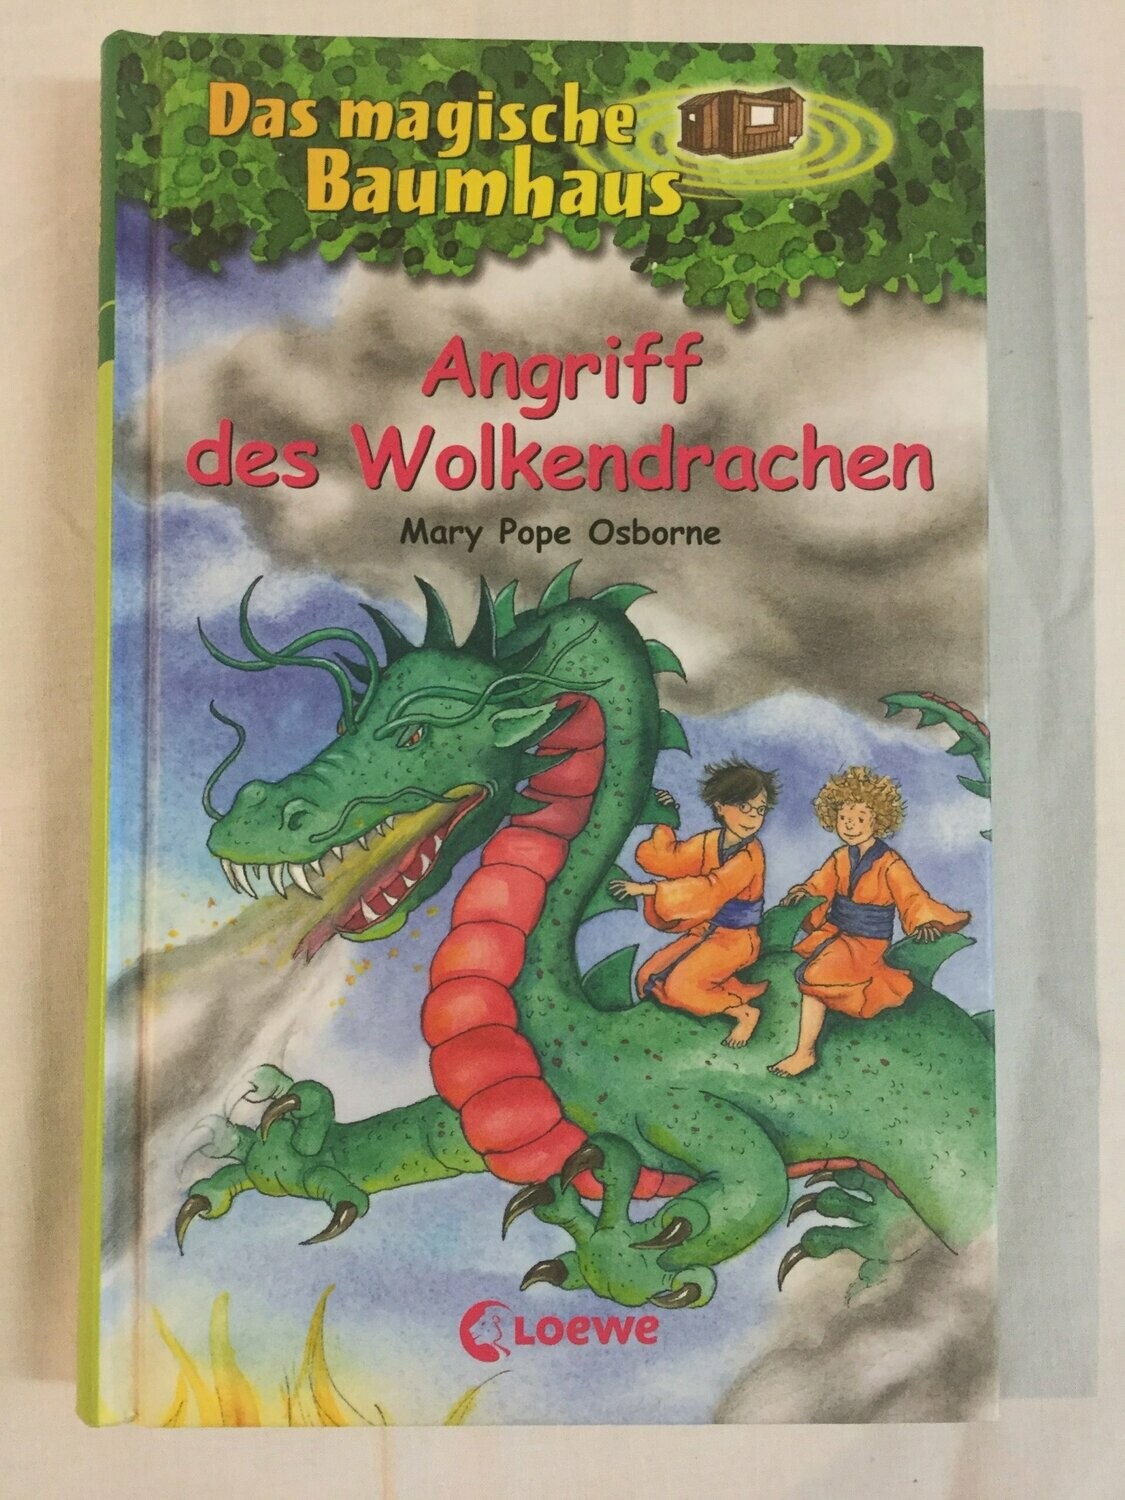 Das magische
Baumhaus
Angriff
des Wolkendrachen
Mary Pope Osborne
Loewe